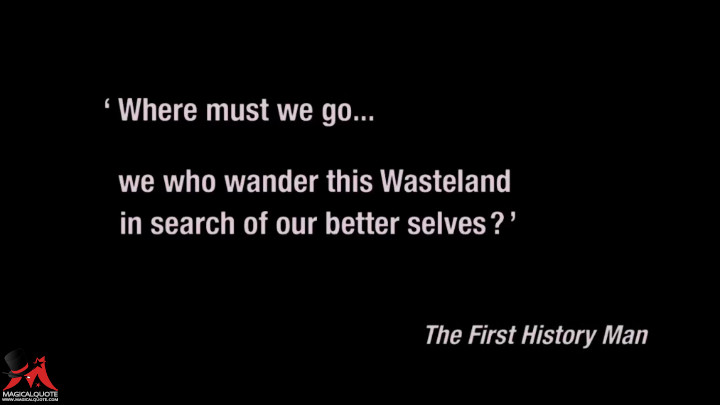 ‘ Where must we go...
we who wander this Wasteland
in search of our better selves ? ’
The First History Man
MAGICALQUOTE
WWW.MAGICALQUOTE.COM